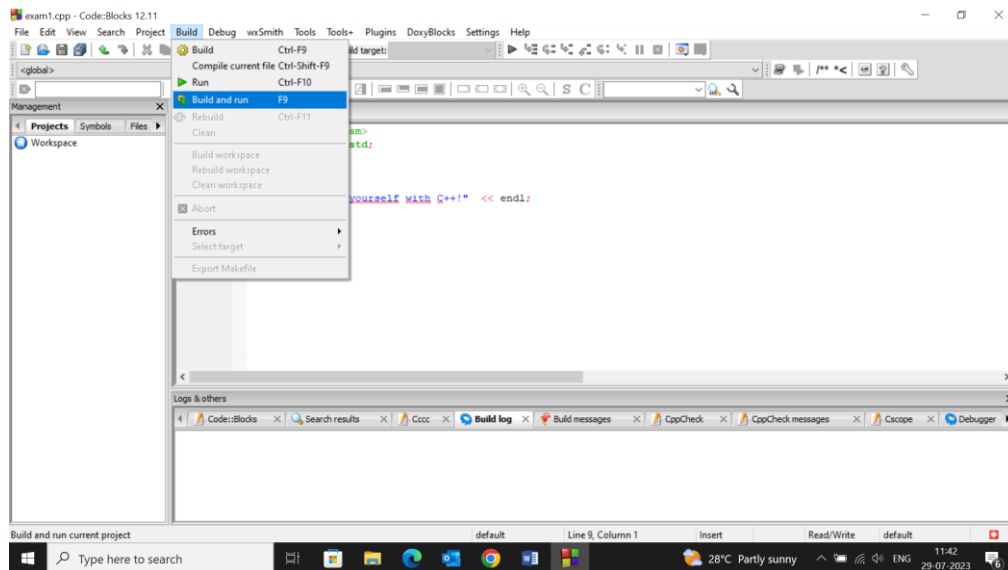 exam1.cpp - Code::Blocks 12.11
File Edit View Search Project Build Debug wxSmith Tools Tools+ Plugins DoxyBlocks Settings Help
Build Ctrl-F9
Compile current file Ctrl-Shift-F9
Run Ctrl-F10
Build and run F9
Rebuild Ctrl-F11
Clean
Build workspace
Rebuild workspace
Clean workspace
Abort
Errors
Select target
Export Makefile
ld target:
<global>
/** *<
S C
Management
Projects Symbols Files
Workspace
am>
std;
yourself with C++!" << endl;
Logs & others
Code::Blocks Search results Cccc Build log Build messages CppCheck CppCheck messages Cscope Debugger
Build and run current project default Line 9, Column 1 Insert Read/Write default
Type here to search
28°C Partly sunny ENG
11:42
29-07-2023
6